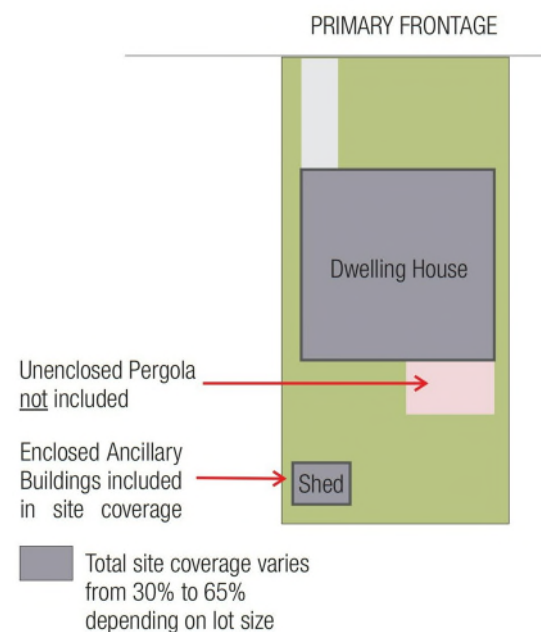 PRIMARY FRONTAGE
Dwelling House
Unenclosed Pergola
not included
Enclosed Ancillary
Buildings included
in site coverage
Shed
Total site coverage varies
from 30% to 65%
depending on lot size